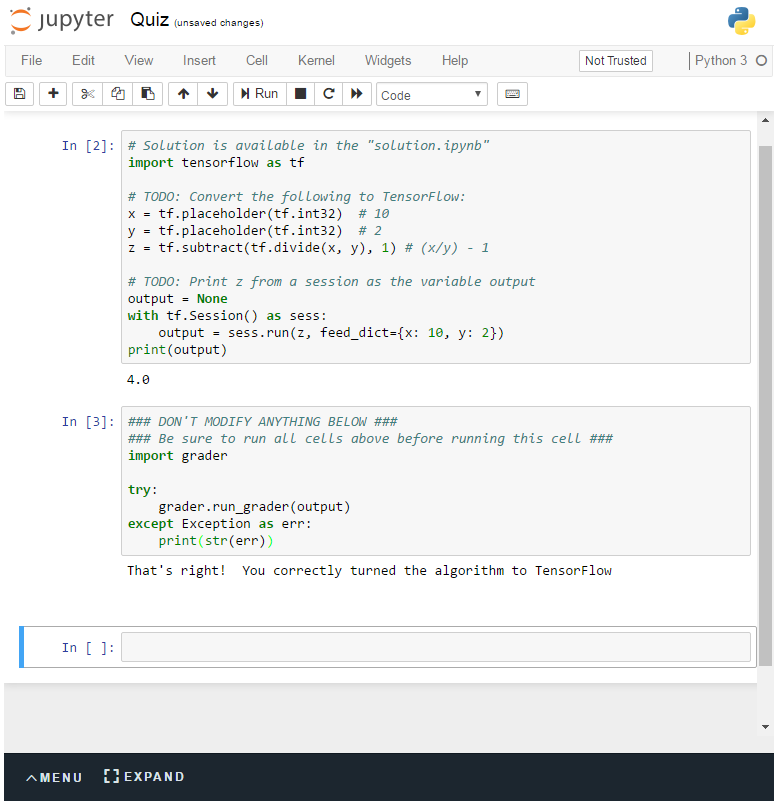 jupyter Quiz (unsaved changes)
File Edit View Insert Cell Kernel Widgets Help Not Trusted Python 3
Run Code
In [2]: # Solution is available in the "solution.ipynb"
import tensorflow as tf
# TODO: Convert the following to TensorFlow:
x = tf.placeholder(tf.int32)  # 10
y = tf.placeholder(tf.int32)  # 2
z = tf.subtract(tf.divide(x, y), 1) # (x/y) - 1
# TODO: Print z from a session as the variable output
output = None
with tf.Session() as sess:
    output = sess.run(z, feed_dict={x: 10, y: 2})
print(output)
4.0
In [3]: ### DON'T MODIFY ANYTHING BELOW ###
### Be sure to run all cells above before running this cell ###
import grader
try:
    grader.run_grader(output)
except Exception as err:
    print(str(err))
That's right!  You correctly turned the algorithm to TensorFlow
In [ ]:
MENU EXPAND